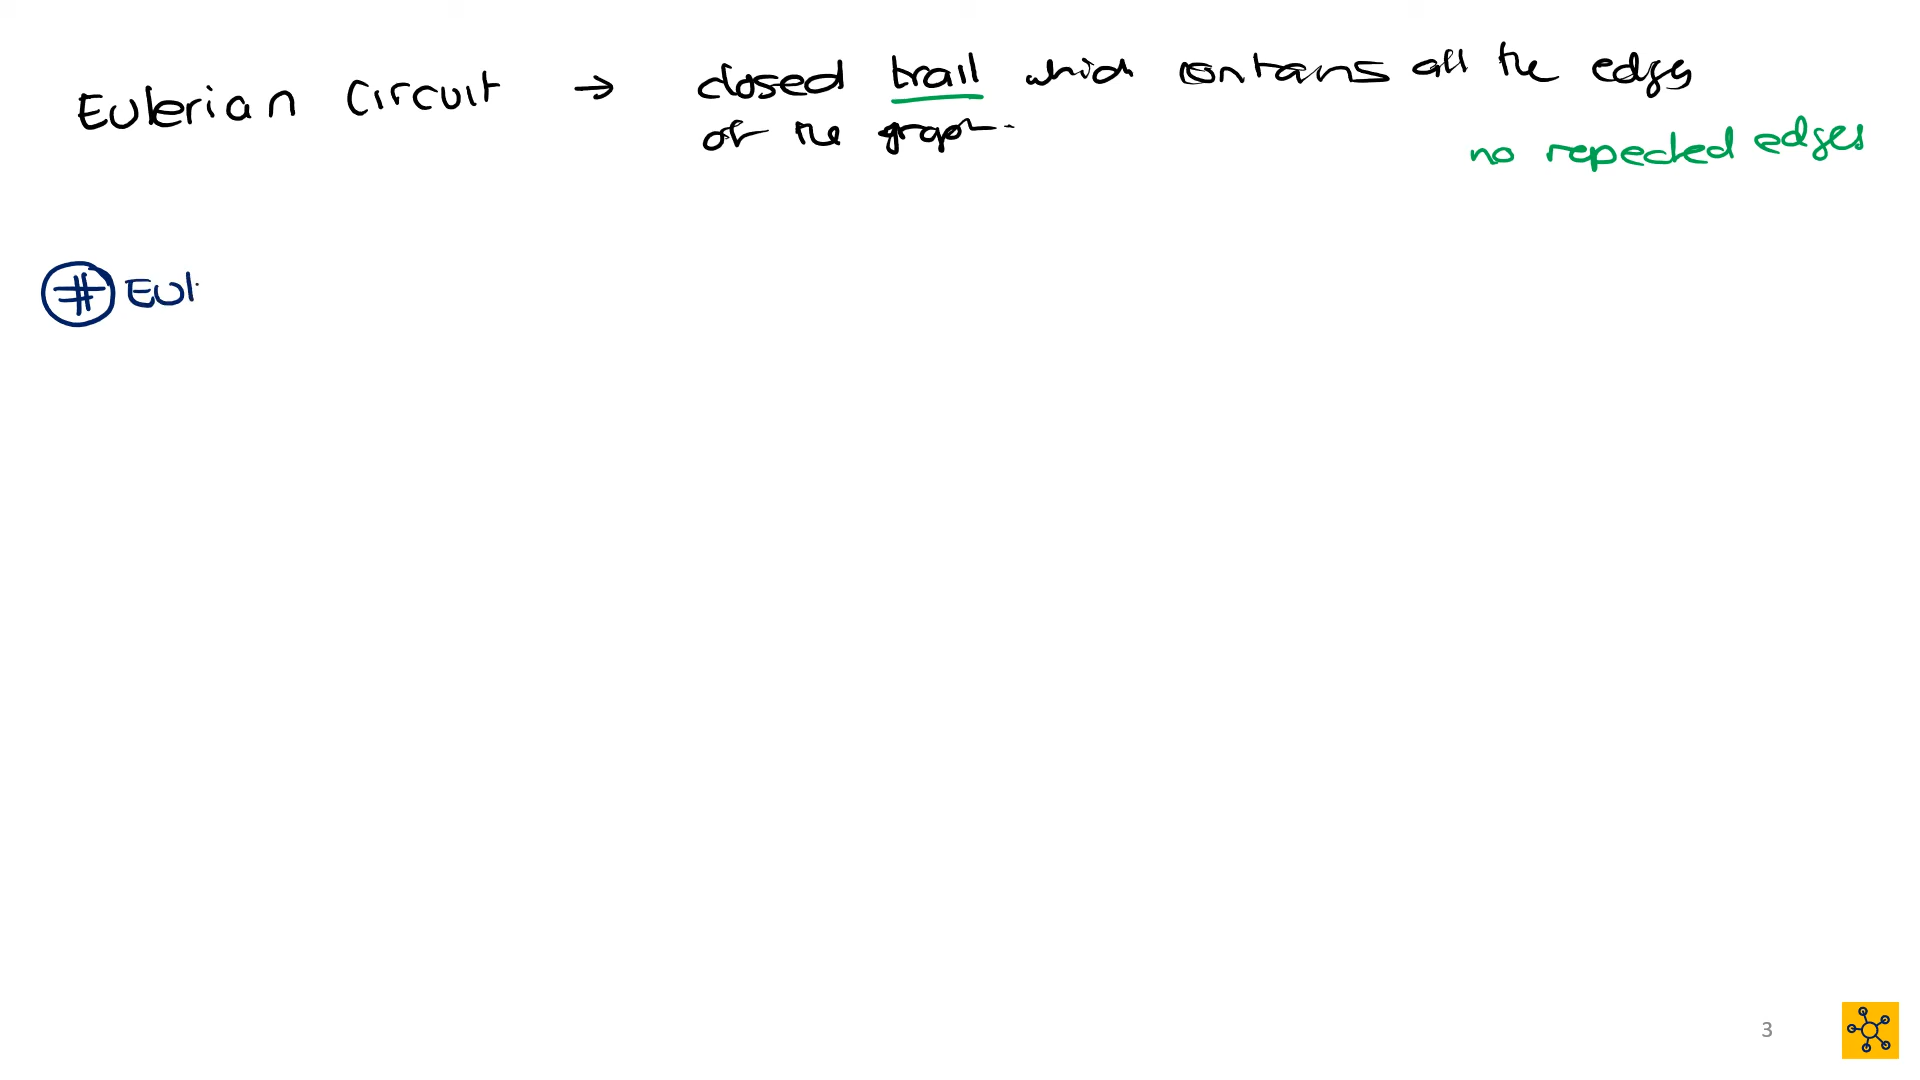 Eulerian Circuit → closed trail which contains all the edges
of the graph.
no repeated edges
# Eul
3